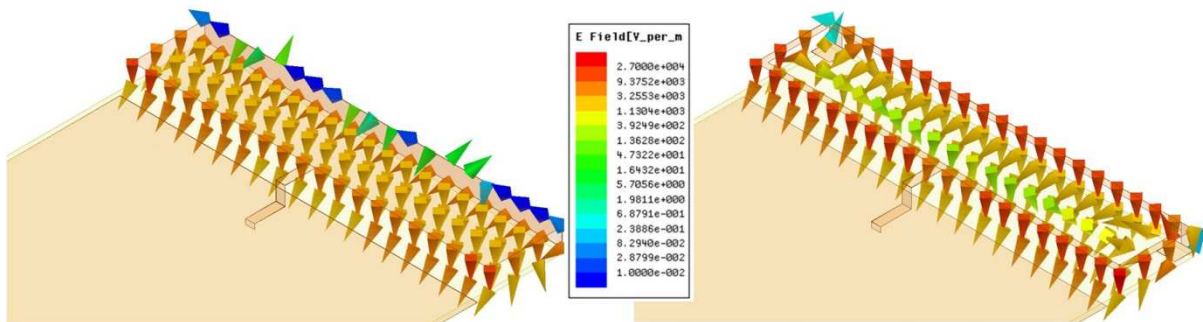 E Field[V_per_m
2.7000e+004
9.3752e+003
3.2553e+003
1.1304e+003
3.9249e+002
1.3628e+002
4.7322e+001
1.6432e+001
5.7056e+000
1.9811e+000
6.8791e-001
2.3886e-001
8.2940e-002
2.8799e-002
1.0000e-002